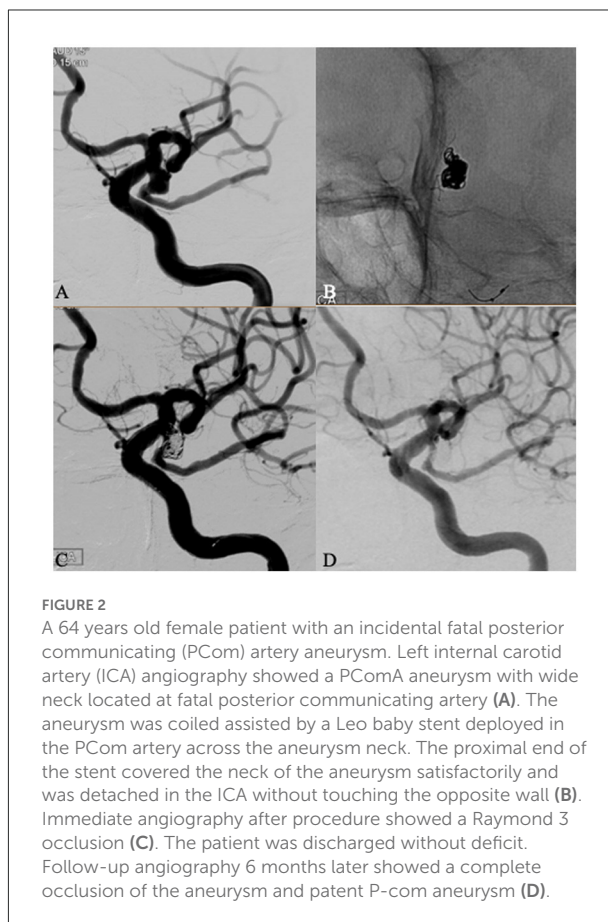 15 cm
A
B
C
D
FIGURE 2
A 64 years old female patient with an incidental fatal posterior
communicating (PCom) artery aneurysm. Left internal carotid
artery (ICA) angiography showed a PComA aneurysm with wide
neck located at fatal posterior communicating artery (A). The
aneurysm was coiled assisted by a Leo baby stent deployed in
the PCom artery across the aneurysm neck. The proximal end of
the stent covered the neck of the aneurysm satisfactorily and
was detached in the ICA without touching the opposite wall (B).
Immediate angiography after procedure showed a Raymond 3
occlusion (C). The patient was discharged without deficit.
Follow-up angiography 6 months later showed a complete
occlusion of the aneurysm and patent P-com aneurysm (D).